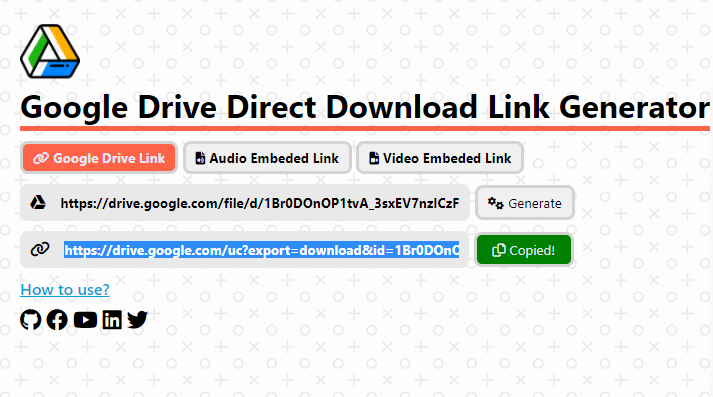 Google Drive Direct Download Link Generator
Google Drive Link Audio Embeded Link Video Embeded Link
https://drive.google.com/file/d/1Br0DOnOP1tvA_3sxEV7nzlCzF Generate
https://drive.google.com/uc?export=download&id=1Br0DOnO Copied!
How to use?